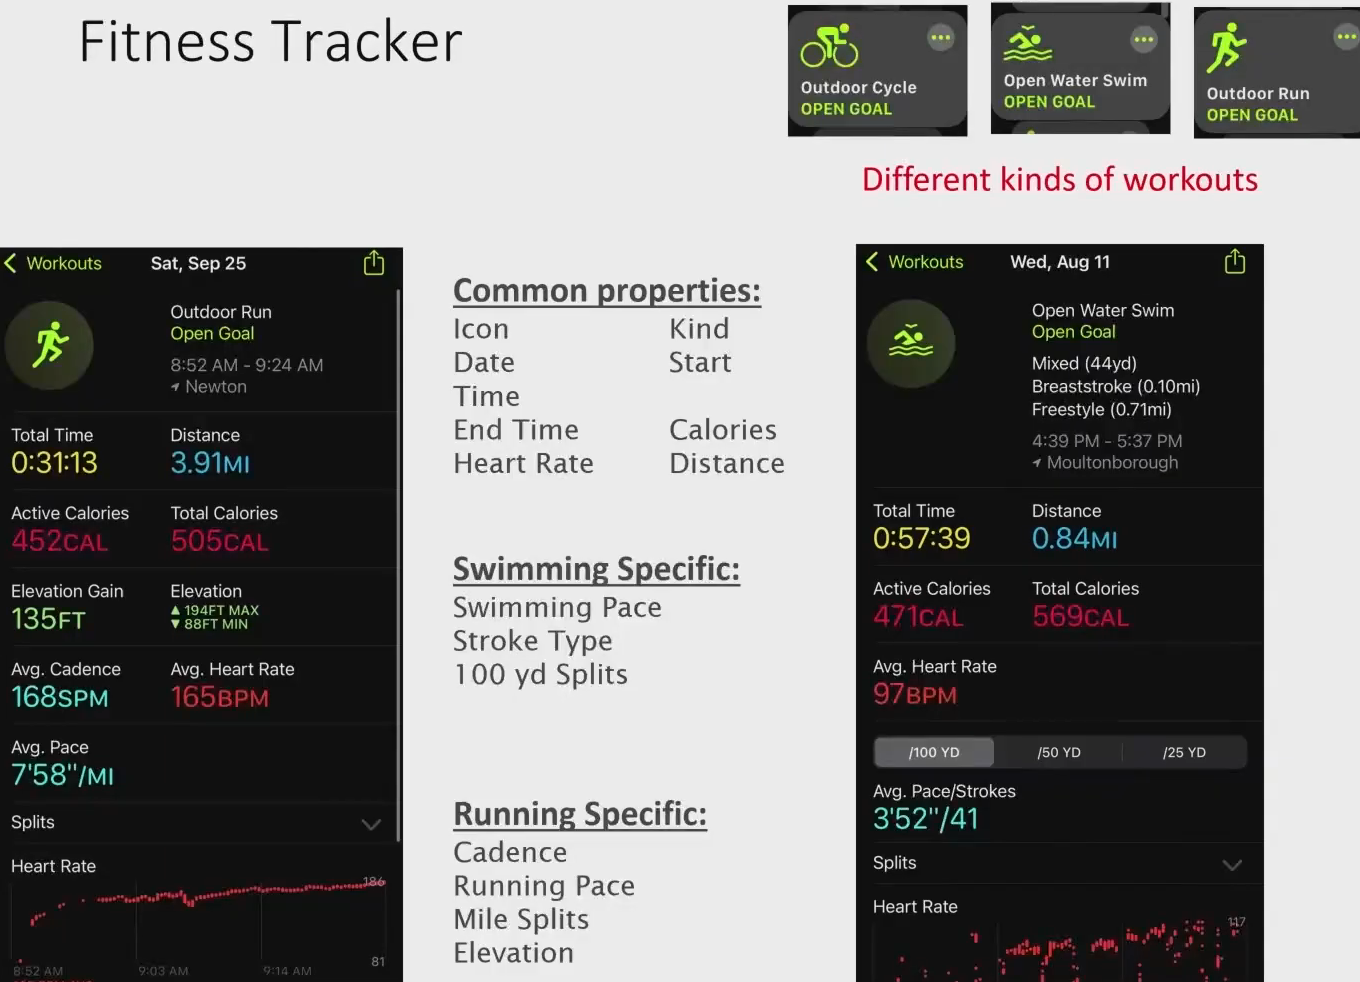 Fitness Tracker
Outdoor Cycle
OPEN GOAL
Open Water Swim
OPEN GOAL
Outdoor Run
OPEN GOAL
Different kinds of workouts
Workouts
Sat, Sep 25
Outdoor Run
Open Goal
8:52 AM - 9:24 AM
Newton
Total Time Distance
0:31:13 3.91MI
Active Calories Total Calories
452CAL 505CAL
Elevation Gain Elevation
135FT ▲ 194FT MAX
▼ 88FT MIN
Avg. Cadence Avg. Heart Rate
168SPM 165BPM
Avg. Pace
7'58"/MI
Splits
Heart Rate
186
81
8:52 AM 9:03 AM 9:14 AM
Common properties:
Icon Kind
Date Start
Time
End Time Calories
Heart Rate Distance
Swimming Specific:
Swimming Pace
Stroke Type
100 yd Splits
Running Specific:
Cadence
Running Pace
Mile Splits
Elevation
Workouts
Wed, Aug 11
Open Water Swim
Open Goal
Mixed (44yd)
Breaststroke (0.10mi)
Freestyle (0.71mi)
4:39 PM - 5:37 PM
Moultonborough
Total Time Distance
0:57:39 0.84MI
Active Calories Total Calories
471CAL 569CAL
Avg. Heart Rate
97BPM
/100 YD /50 YD /25 YD
Avg. Pace/Strokes
3'52"/41
Splits
Heart Rate
117